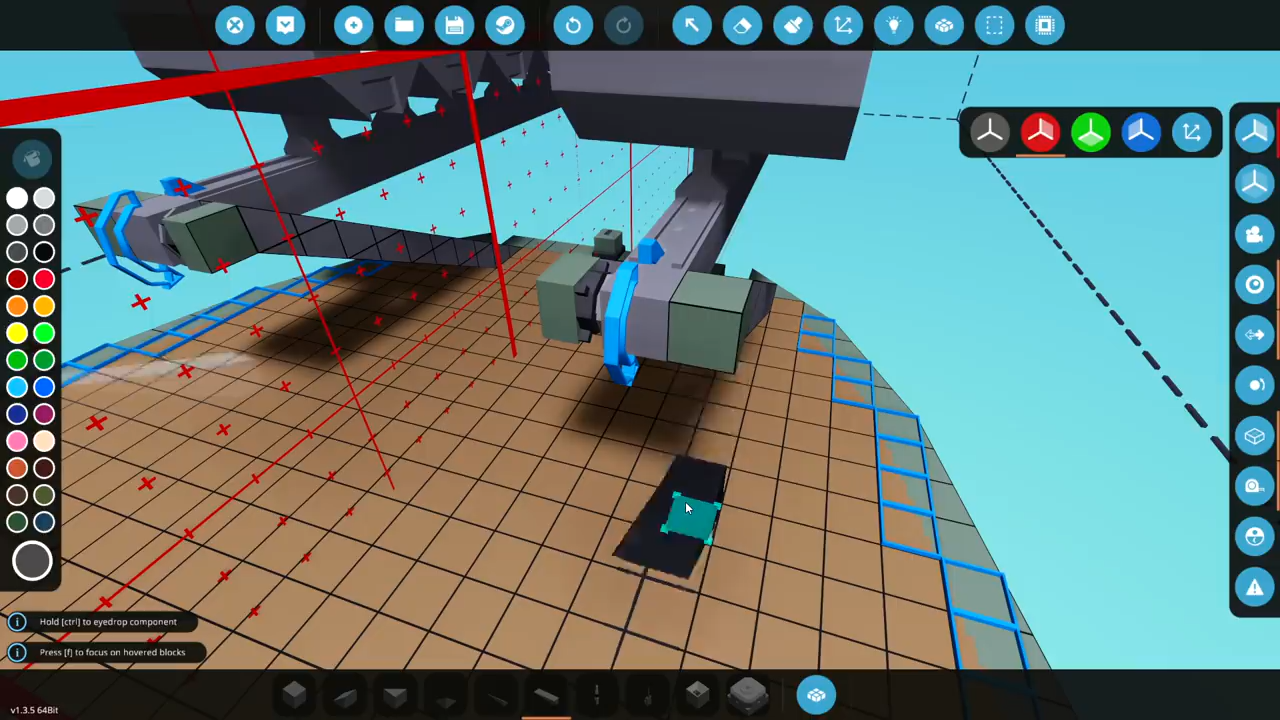 Hold [ctrl] to eyedrop component
Press [f] to focus on hovered blocks
v1.3.5 64Bit